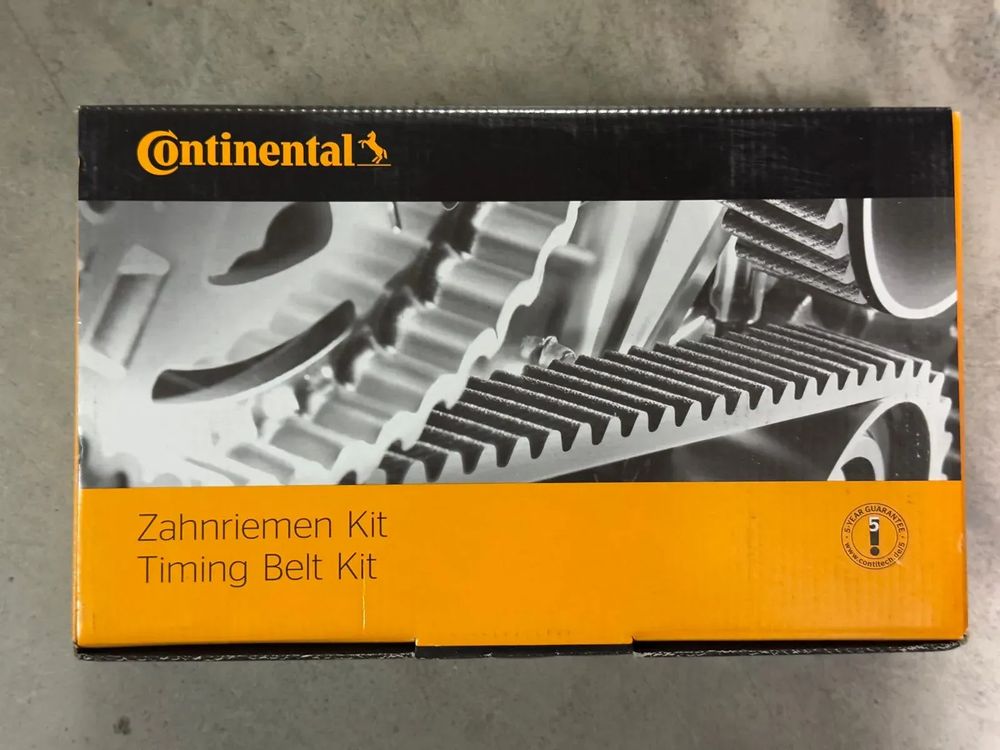 Continental
Zahnriemen Kit
Timing Belt Kit
5 YEAR GUARANTEE
5
www.contitech.de/5